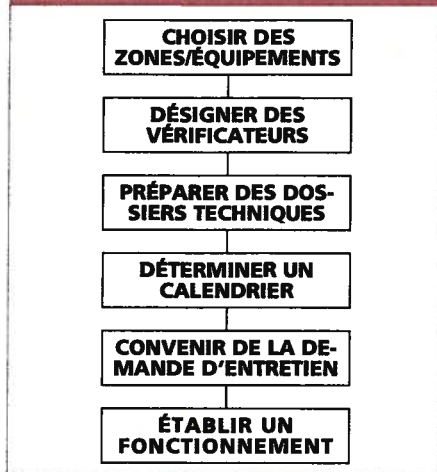 CHOISIR DES
ZONES/ÉQUIPEMENTS
DÉSIGNER DES
VÉRIFICATEURS
PRÉPARER DES DOS-
SIERS TECHNIQUES
DÉTERMINER UN
CALENDRIER
CONVENIR DE LA DE-
MANDE D'ENTRETIEN
ÉTABLIR UN
FONCTIONNEMENT